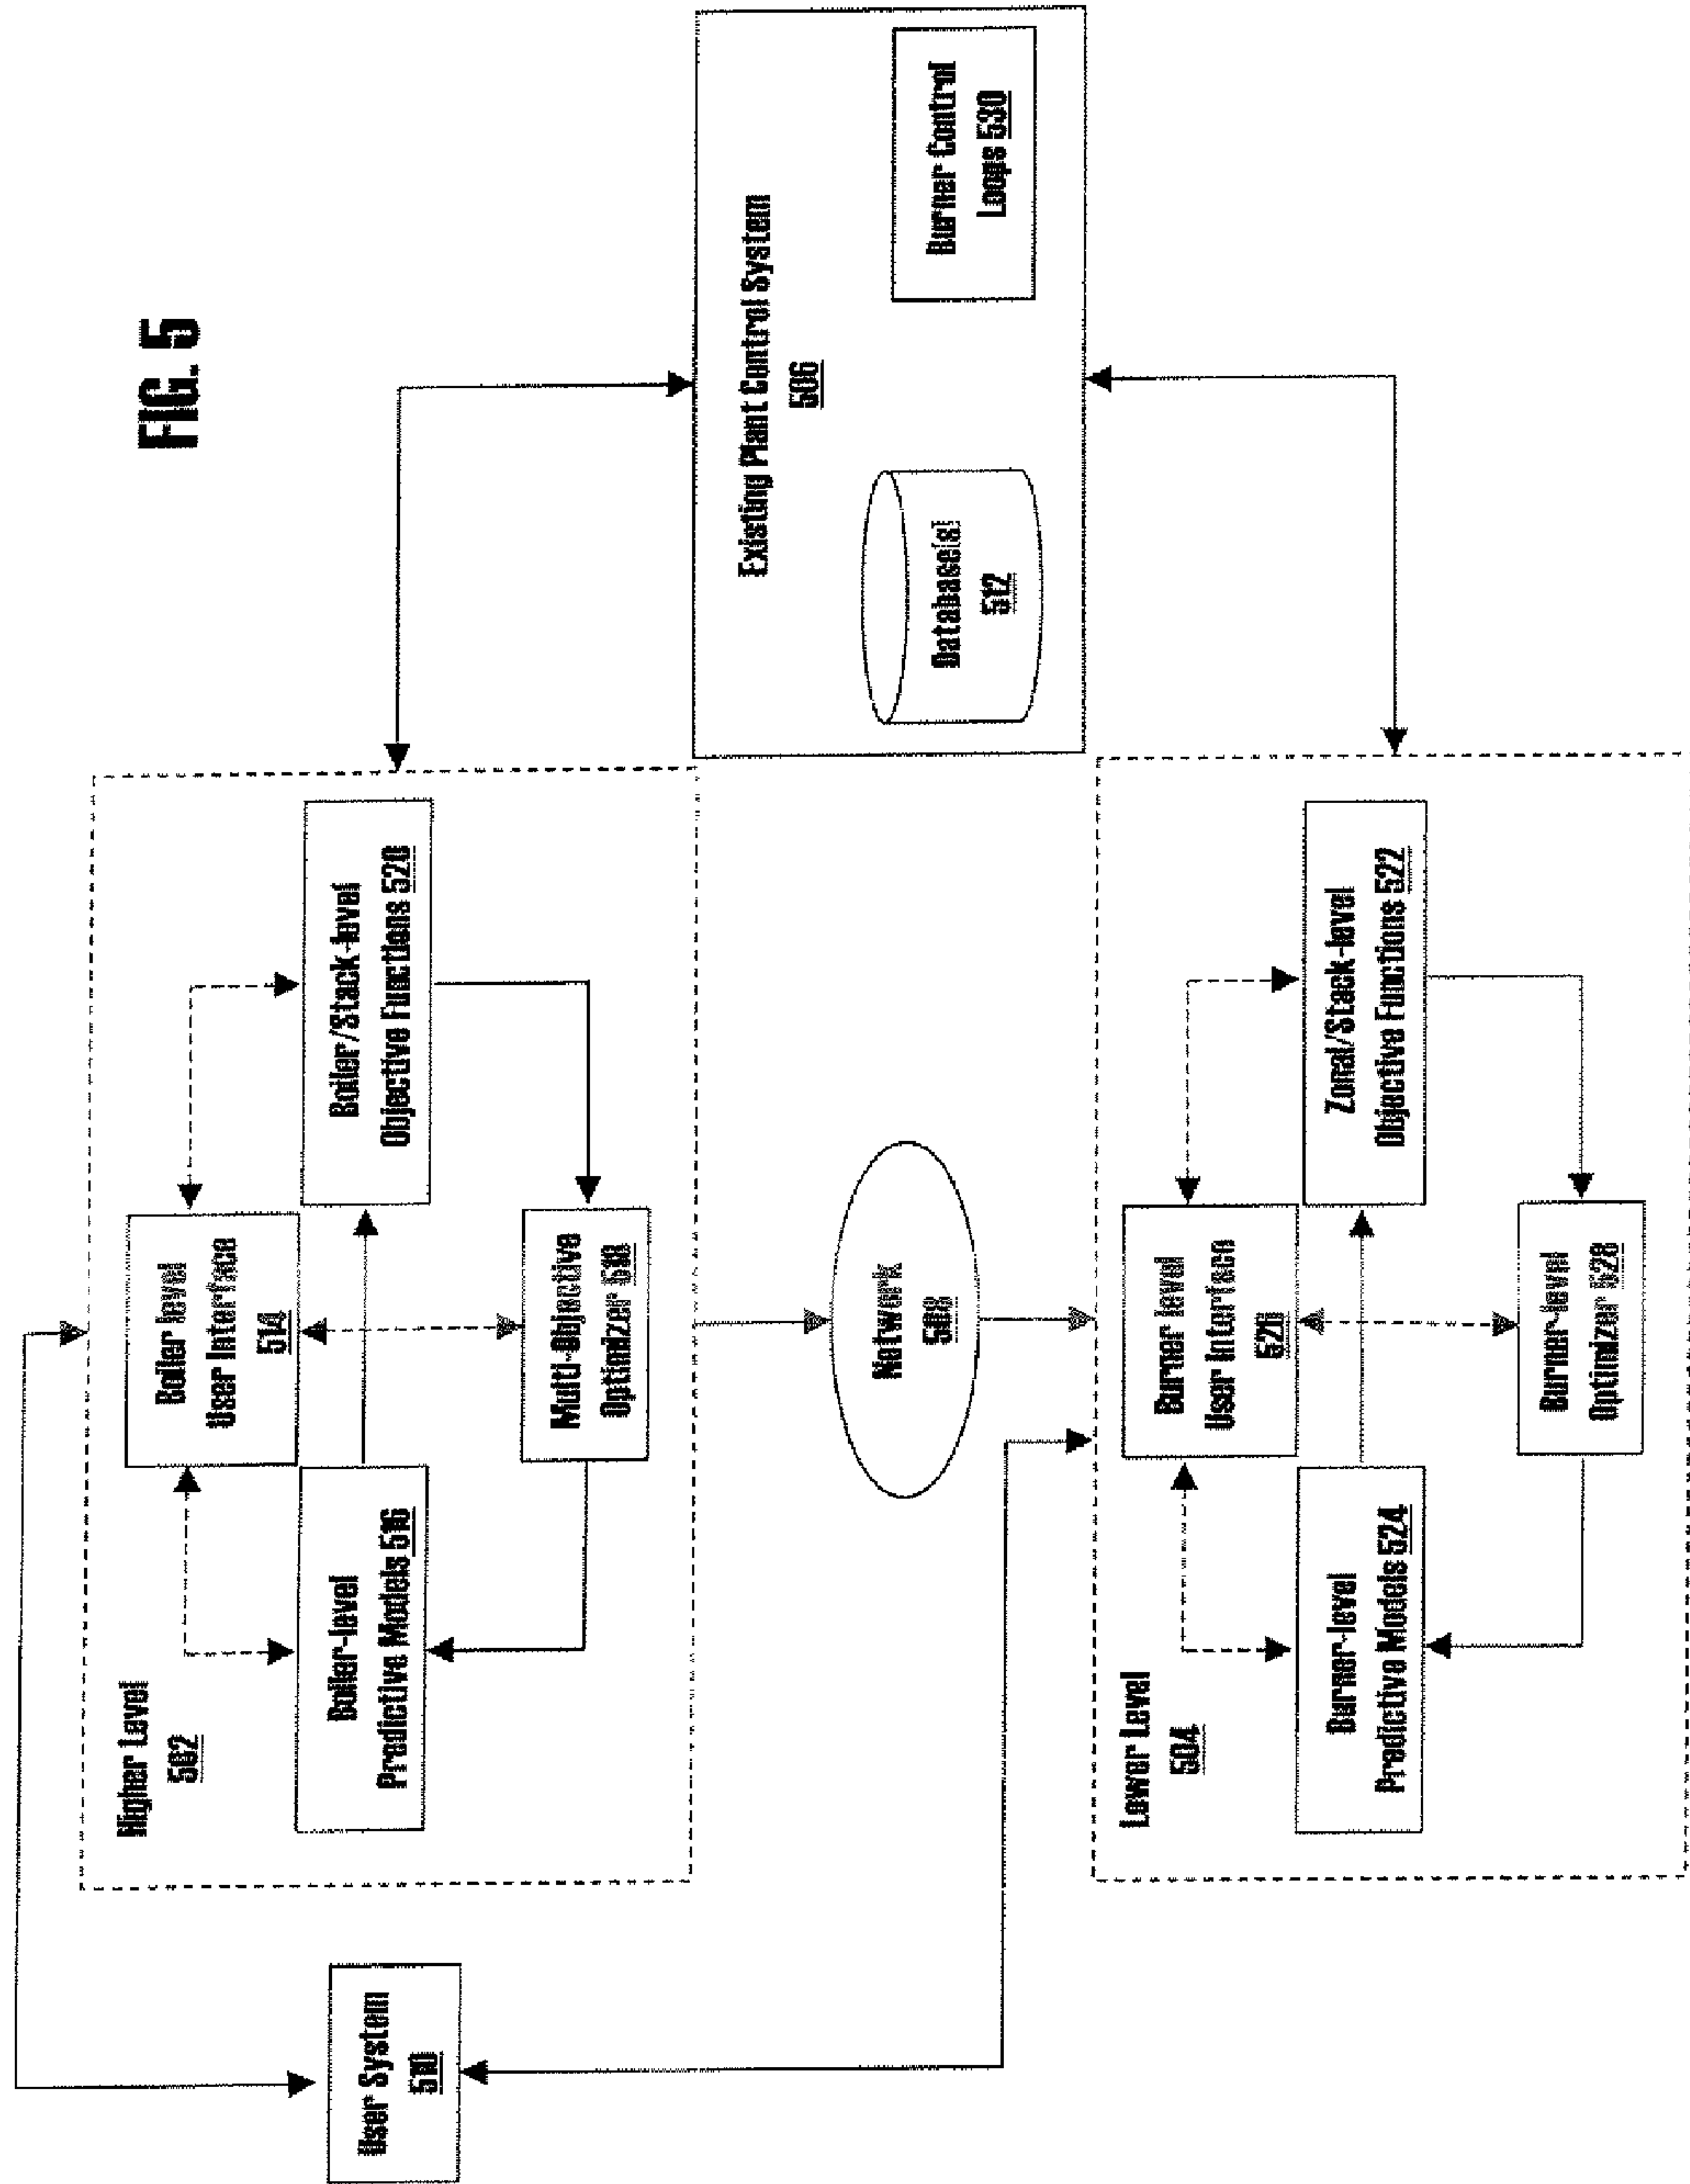 FIG. 5
Higher Level
502
Boiler level
User Interface
514
Boiler-level
Predictive Models 516
Boiler/Stack-level
Objective Functions 520
Multi-Objective
Optimizer 518
User System
510
Network
508
Existing Plant Control System
506
Database(s)
512
Burner Control
Loops 530
Lower Level
504
Burner level
User Interface
526
Burner-level
Predictive Models 524
Zonal/Stack-level
Objective Functions 522
Burner-level
Optimizer 528